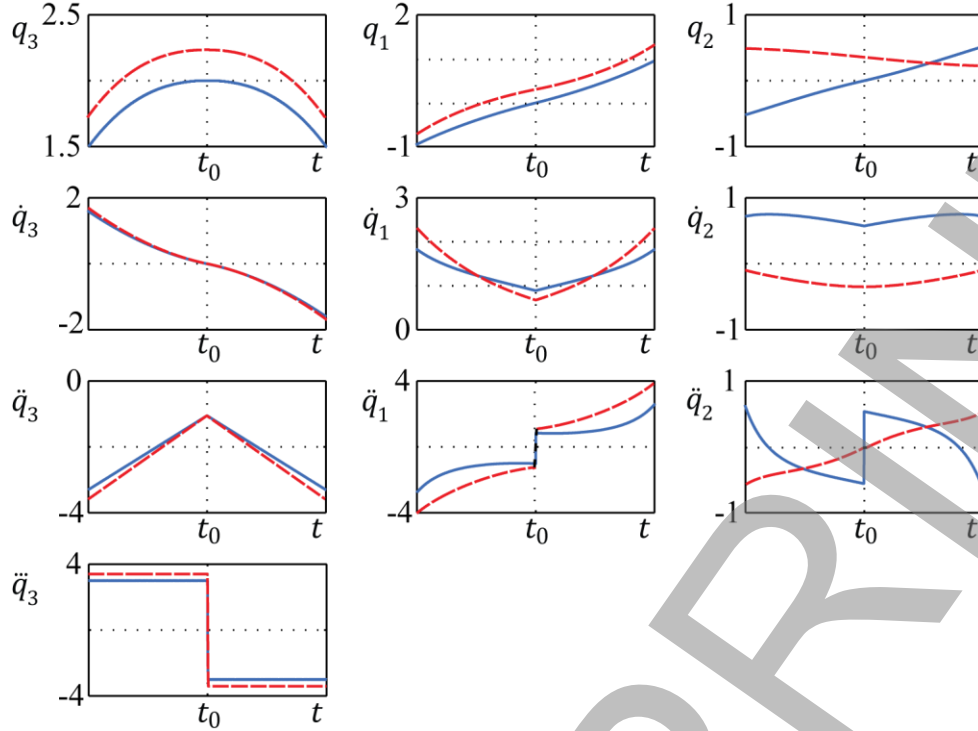 2.5 2 1
q₃ q₁ q₂
1.5 -1 -1
t₀ t t₀ t t₀ t
2 3 1
q̇₃ q̇₁ q̇₂
-2 0 -1
t₀ t t₀ t t₀ t
0 4 1
q̈₃ q̈₁ q̈₂
-4 -4 -1
t₀ t t₀ t t₀ t
4
q⃛₃
-4
t₀ t